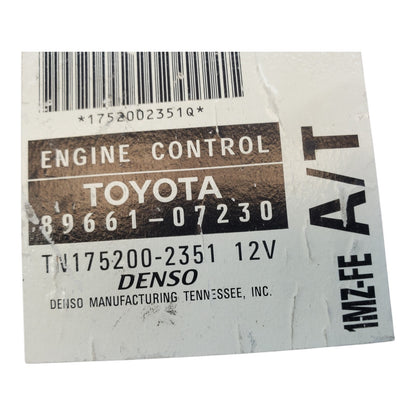 *1752002351Q*
ENGINE CONTROL
TOYOTA
89661-07230
TN175200-2351 12V
DENSO
DENSO MANUFACTURING TENNESSEE, INC.
A/T
1MZ-FE